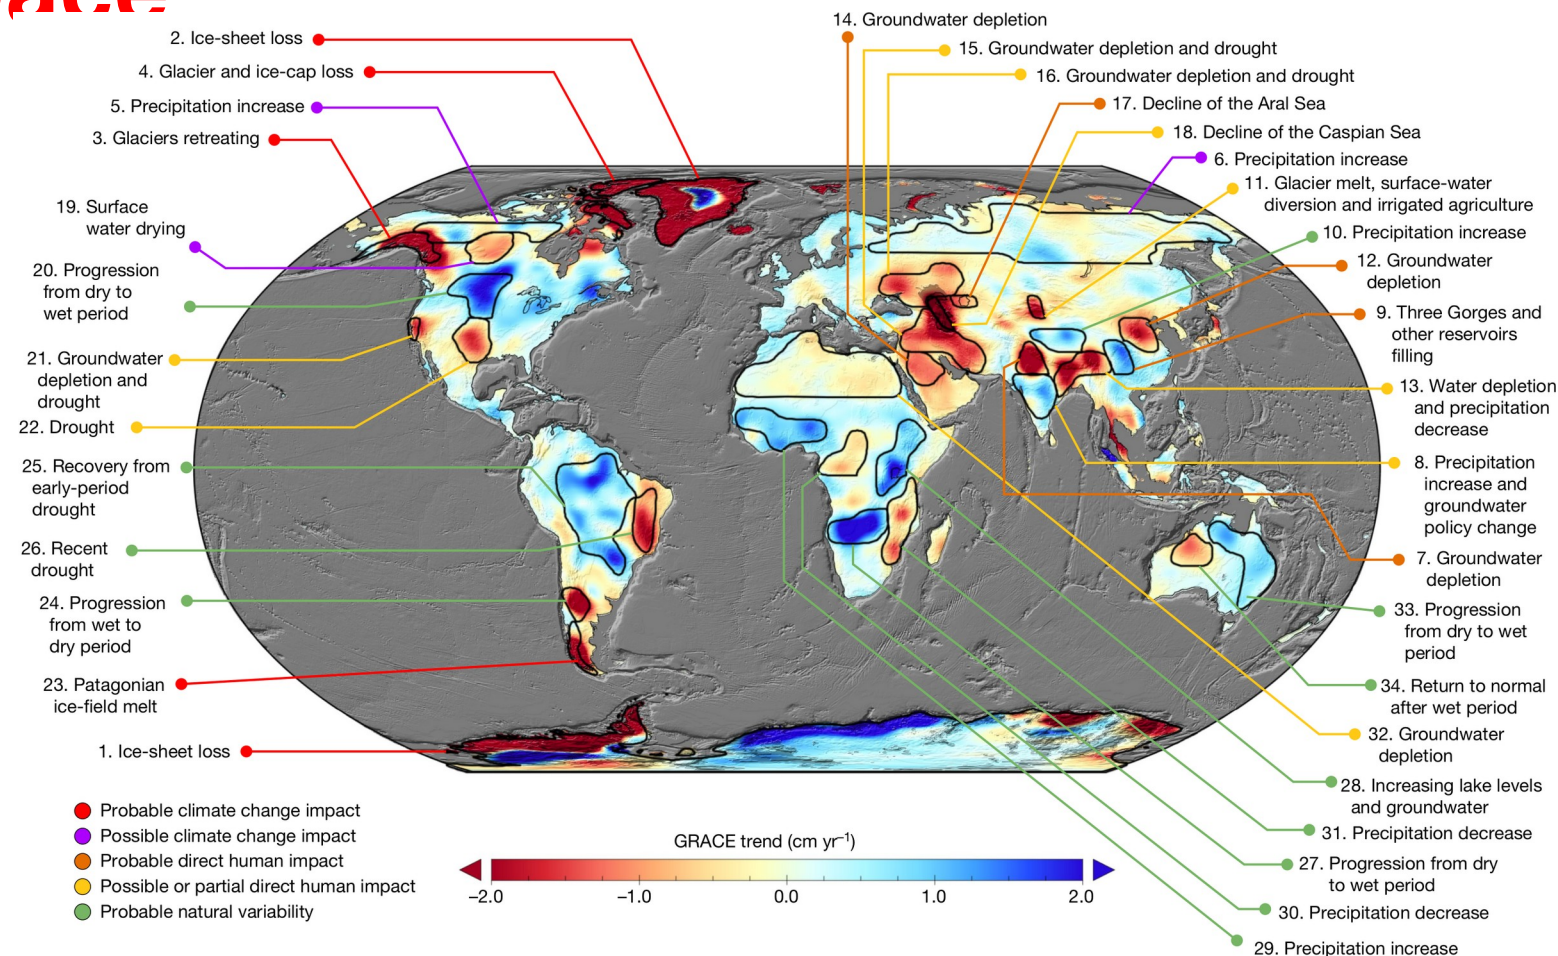 2. Ice-sheet loss
4. Glacier and ice-cap loss
5. Precipitation increase
3. Glaciers retreating
19. Surface
water drying
20. Progression
from dry to
wet period
21. Groundwater
depletion and
drought
22. Drought
25. Recovery from
early-period
drought
26. Recent
drought
24. Progression
from wet to
dry period
23. Patagonian
ice-field melt
1. Ice-sheet loss
14. Groundwater depletion
15. Groundwater depletion and drought
16. Groundwater depletion and drought
17. Decline of the Aral Sea
18. Decline of the Caspian Sea
6. Precipitation increase
11. Glacier melt, surface-water
diversion and irrigated agriculture
10. Precipitation increase
12. Groundwater
depletion
9. Three Gorges and
other reservoirs
filling
13. Water depletion
and precipitation
decrease
8. Precipitation
increase and
groundwater
policy change
7. Groundwater
depletion
33. Progression
from dry to wet
period
34. Return to normal
after wet period
32. Groundwater
depletion
28. Increasing lake levels
and groundwater
31. Precipitation decrease
27. Progression from dry
to wet period
30. Precipitation decrease
29. Precipitation increase
Probable climate change impact
Possible climate change impact
Probable direct human impact
Possible or partial direct human impact
Probable natural variability
GRACE trend (cm yr⁻¹)
−2.0 −1.0 0.0 1.0 2.0